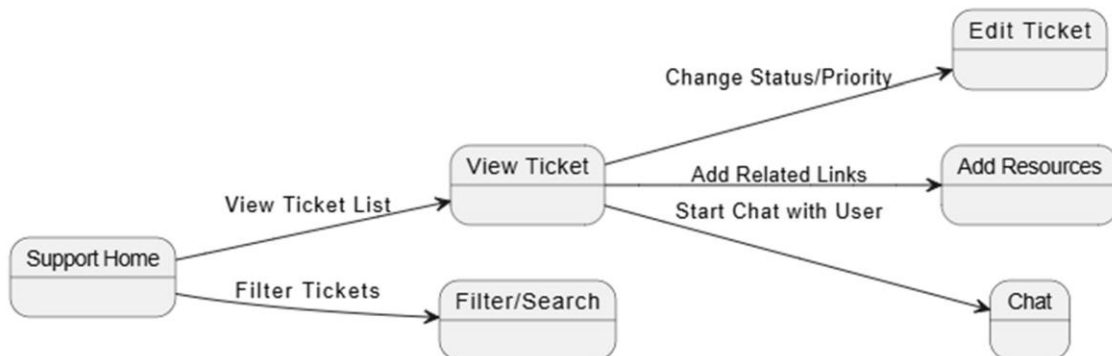 Edit Ticket
Change Status/Priority
View Ticket
Add Related Links
Add Resources
View Ticket List
Start Chat with User
Support Home
Filter Tickets
Filter/Search
Chat